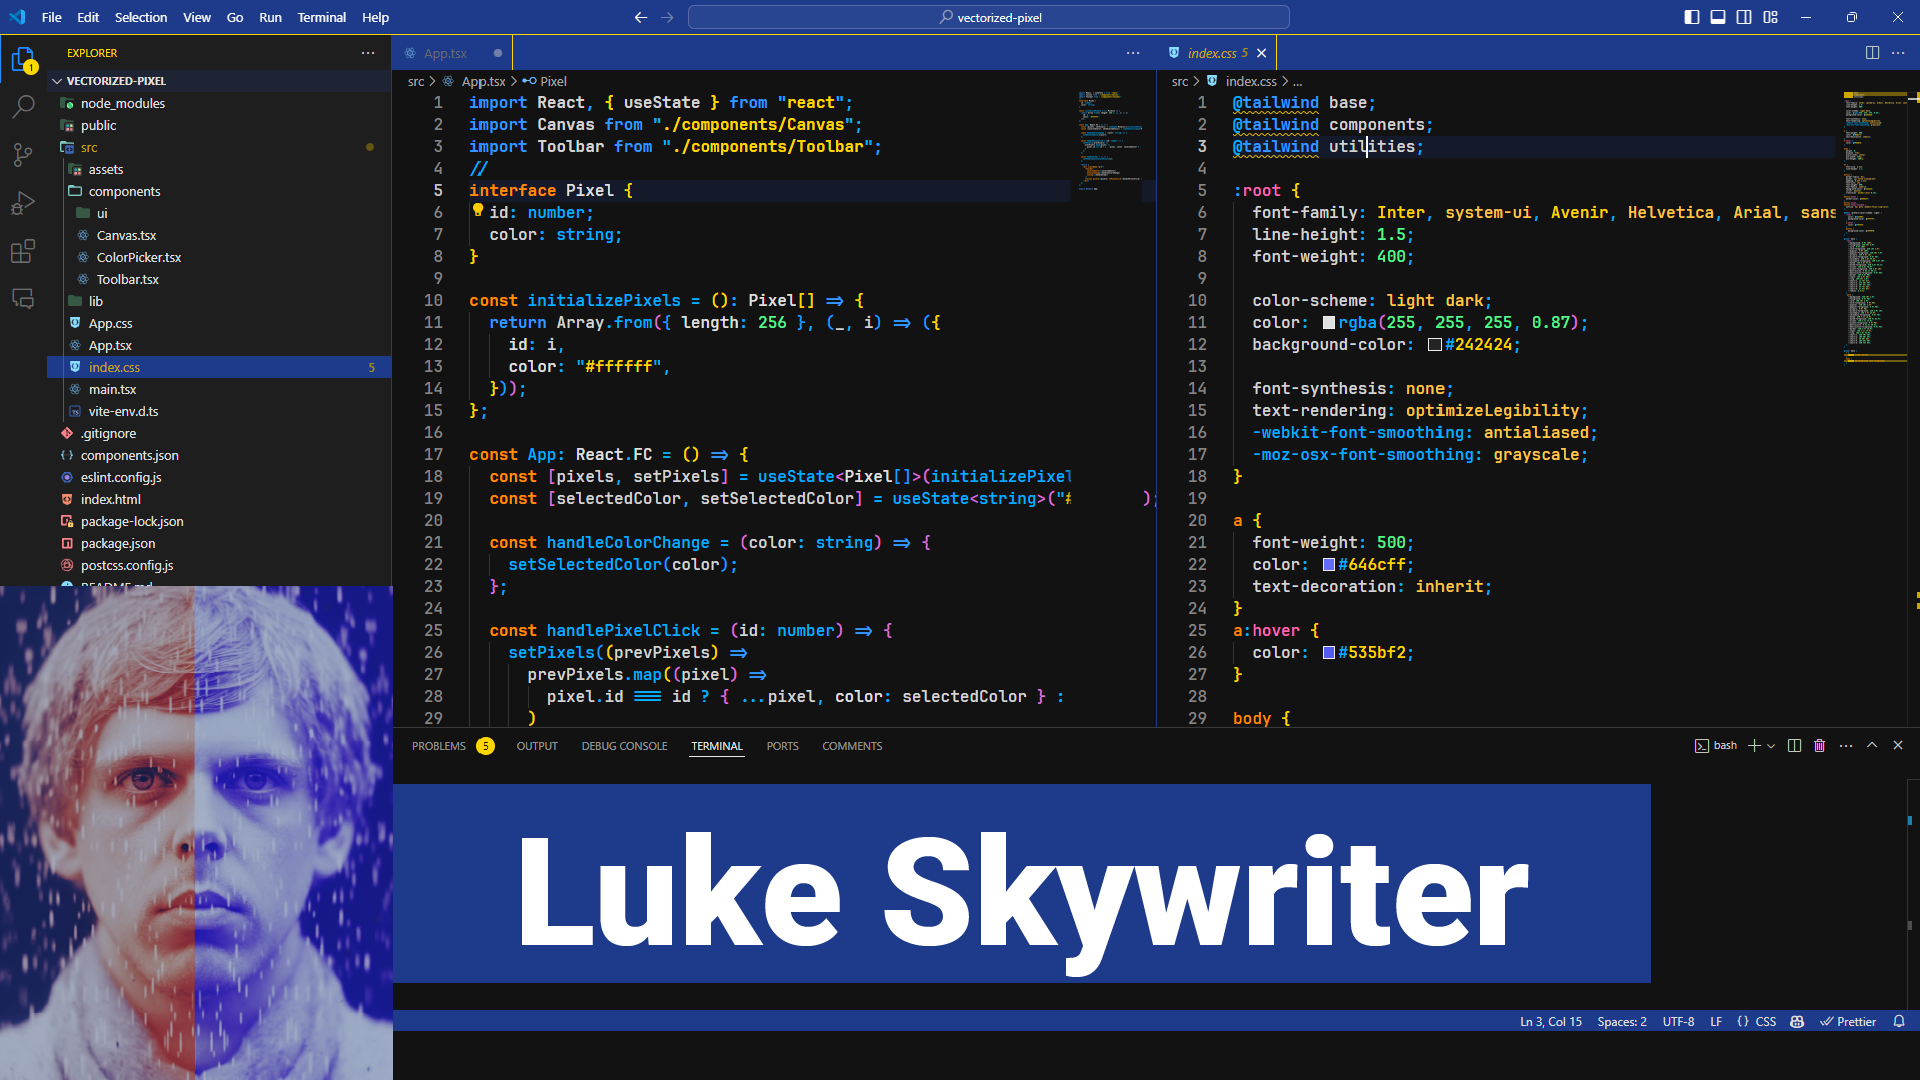 File Edit Selection View Go Run Terminal Help
vectorized-pixel
EXPLORER
VECTORIZED-PIXEL
node_modules
public
src
assets
components
ui
Canvas.tsx
ColorPicker.tsx
Toolbar.tsx
lib
App.css
App.tsx
index.css 5
main.tsx
vite-env.d.ts
.gitignore
components.json
eslint.config.js
index.html
package-lock.json
package.json
postcss.config.js
README.md
1
App.tsx
src > App.tsx > Pixel
1 import React, { useState } from "react";
2 import Canvas from "./components/Canvas";
3 import Toolbar from "./components/Toolbar";
4 //
5 interface Pixel {
6 id: number;
7 color: string;
8 }
9
10 const initializePixels = (): Pixel[] => {
11 return Array.from({ length: 256 }, (_, i) => ({
12 id: i,
13 color: "#ffffff",
14 }));
15 };
16
17 const App: React.FC = () => {
18 const [pixels, setPixels] = useState<Pixel[]>(initializePixel
19 const [selectedColor, setSelectedColor] = useState<string>("# );
20
21 const handleColorChange = (color: string) => {
22 setSelectedColor(color);
23 };
24
25 const handlePixelClick = (id: number) => {
26 setPixels((prevPixels) =>
27 prevPixels.map((pixel) =>
28 pixel.id === id ? { ...pixel, color: selectedColor } :
29 )
index.css 5
src > index.css > ...
1 @tailwind base;
2 @tailwind components;
3 @tailwind utilities;
4
5 :root {
6 font-family: Inter, system-ui, Avenir, Helvetica, Arial, sans
7 line-height: 1.5;
8 font-weight: 400;
9
10 color-scheme: light dark;
11 color: rgba(255, 255, 255, 0.87);
12 background-color: #242424;
13
14 font-synthesis: none;
15 text-rendering: optimizeLegibility;
16 -webkit-font-smoothing: antialiased;
17 -moz-osx-font-smoothing: grayscale;
18 }
19
20 a {
21 font-weight: 500;
22 color: #646cff;
23 text-decoration: inherit;
24 }
25 a:hover {
26 color: #535bf2;
27 }
28
29 body {
PROBLEMS 5 OUTPUT DEBUG CONSOLE TERMINAL PORTS COMMENTS
bash
Luke Skywriter
Ln 3, Col 15 Spaces: 2 UTF-8 LF {} CSS Prettier